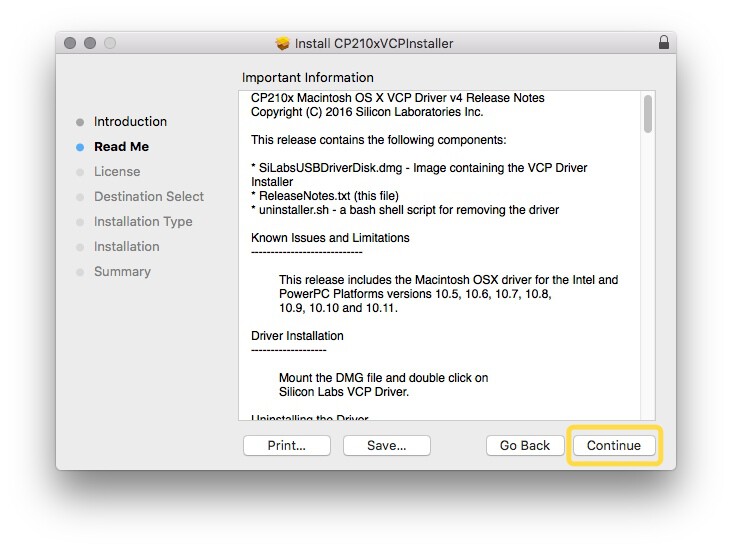 Install CP210xVCPInstaller
Important Information
Introduction
Read Me
License
Destination Select
Installation Type
Installation
Summary
CP210x Macintosh OS X VCP Driver v4 Release Notes
Copyright (C) 2016 Silicon Laboratories Inc.
This release contains the following components:
* SiLabsUSBDriverDisk.dmg - Image containing the VCP Driver
Installer
* ReleaseNotes.txt (this file)
* uninstaller.sh - a bash shell script for removing the driver
Known Issues and Limitations
----------------------------
This release includes the Macintosh OSX driver for the Intel and
PowerPC Platforms versions 10.5, 10.6, 10.7, 10.8,
10.9, 10.10 and 10.11.
Driver Installation
-------------------
Mount the DMG file and double click on
Silicon Labs VCP Driver.
Uninstalling the Driver
Print...
Save...
Go Back
Continue